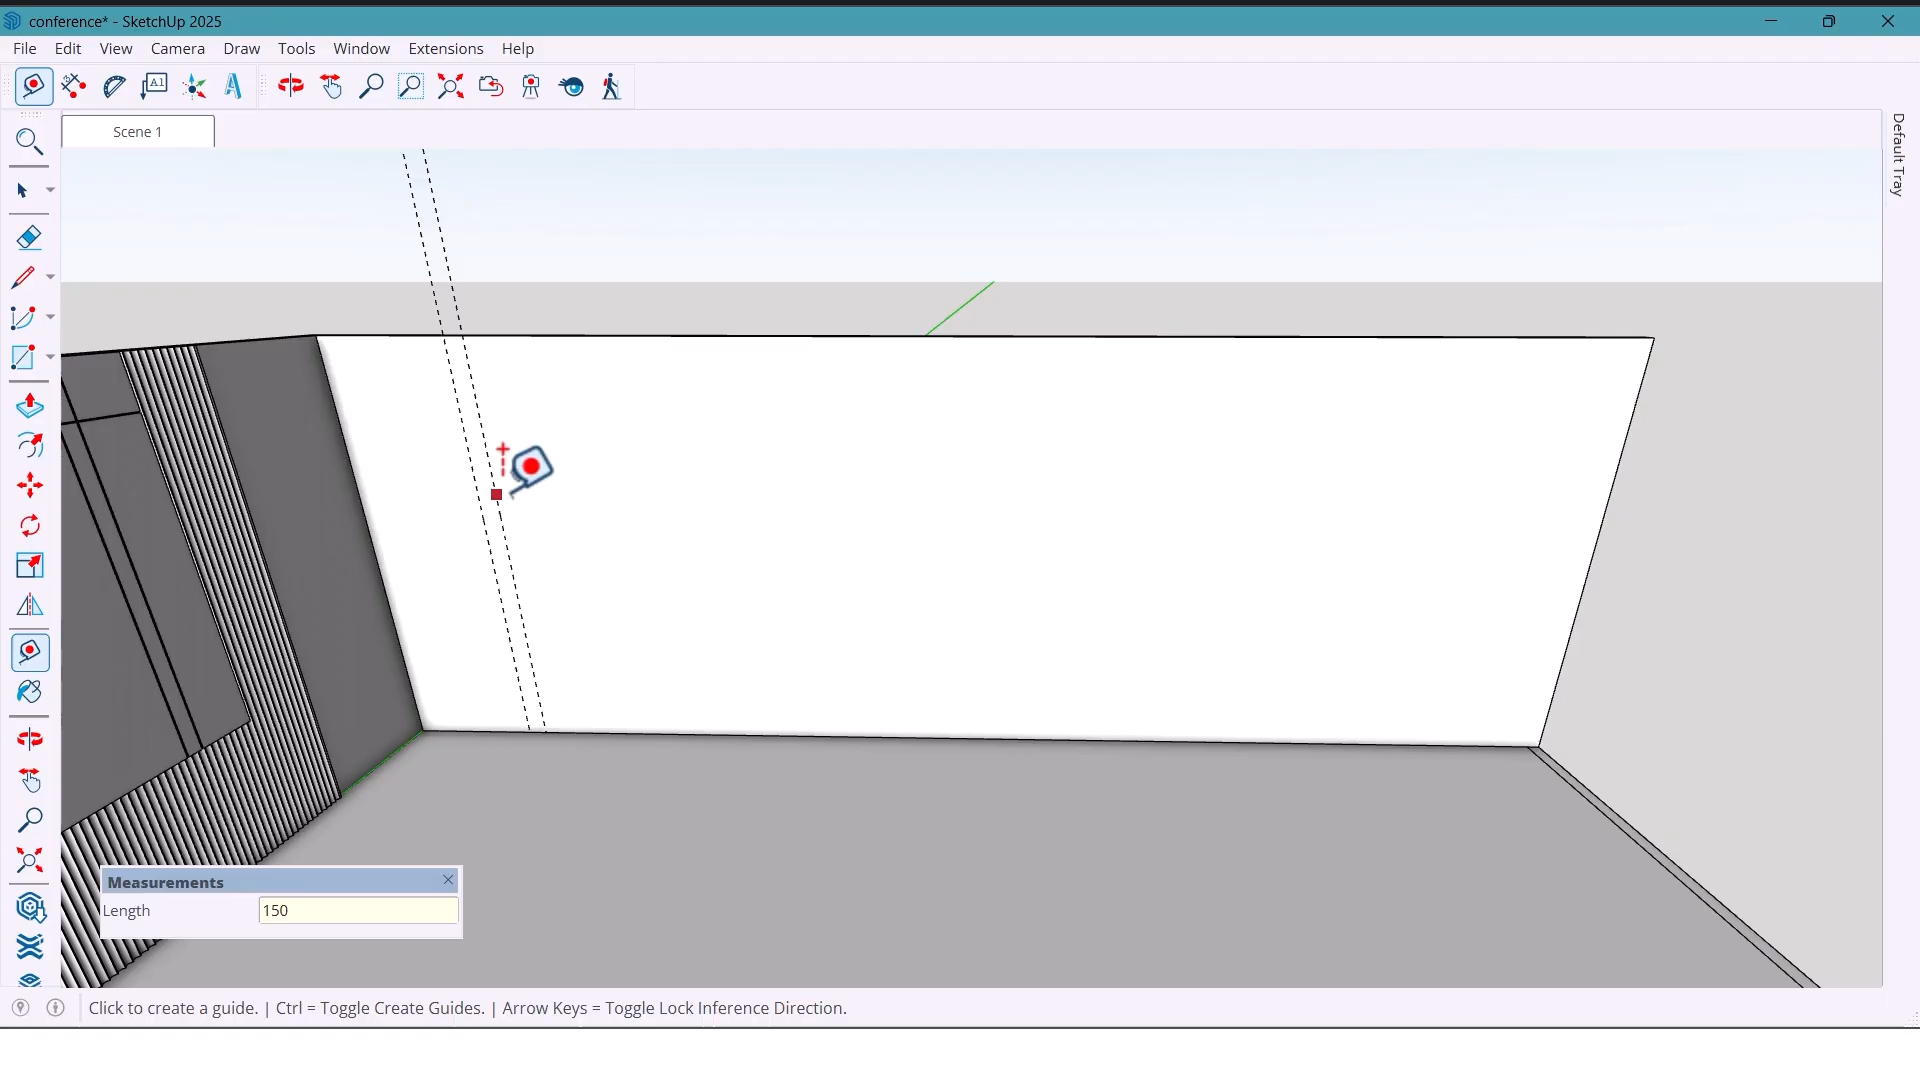 conference* - SketchUp 2025
File Edit View Camera Draw Tools Window Extensions Help
A1
Scene 1
Default Tray
Measurements
Length 150
Click to create a guide. | Ctrl = Toggle Create Guides. | Arrow Keys = Toggle Lock Inference Direction.